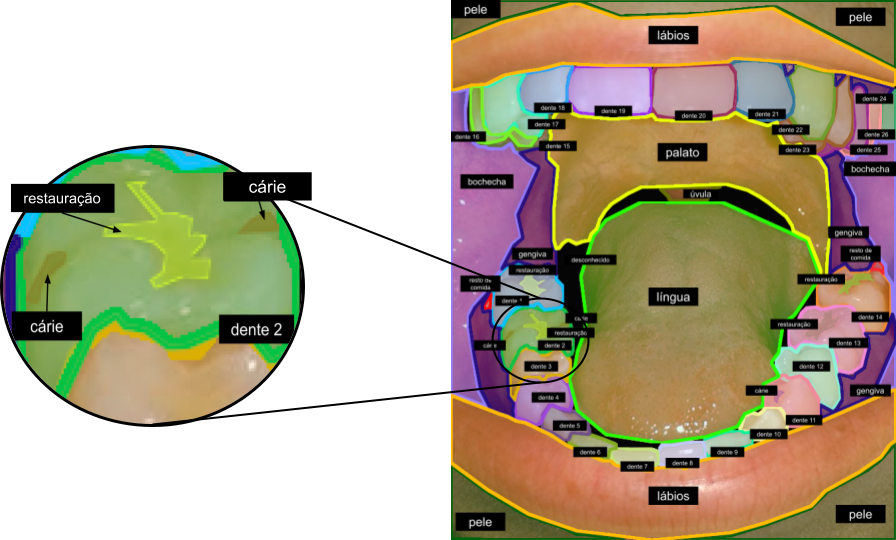 pele
pele
lábios
dente 24
dente 18
dente 19
dente 20
dente 21
dente 17
dente 22
dente 26
dente 16
dente 15
dente 23
dente 25
palato
bochecha
bochecha
cárie
restauração
úvula
gengiva
gengiva
resto de
comida
desconhecido
restauração
restauração
resto de
comida
dente
língua
dente 14
restauração
restauração
cárie
dente 2
dente 2
dente 13
dente 3
dente 12
dente 4
cárie
gengiva
dente 5
dente 11
dente 10
dente 6
dente 7
dente 8
dente 9
lábios
pele
pele